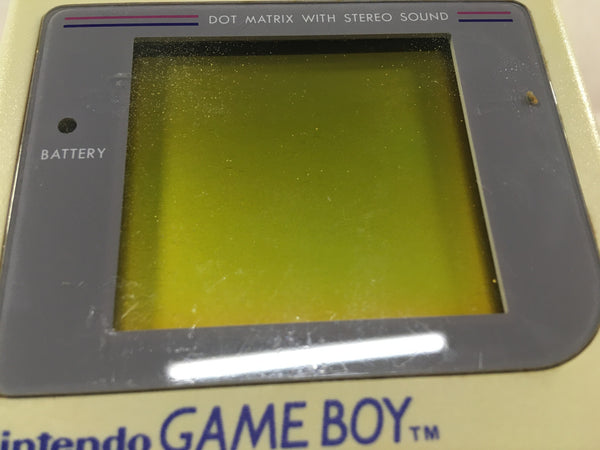 DOT MATRIX WITH STEREO SOUND
BATTERY
Nintendo GAME BOY™